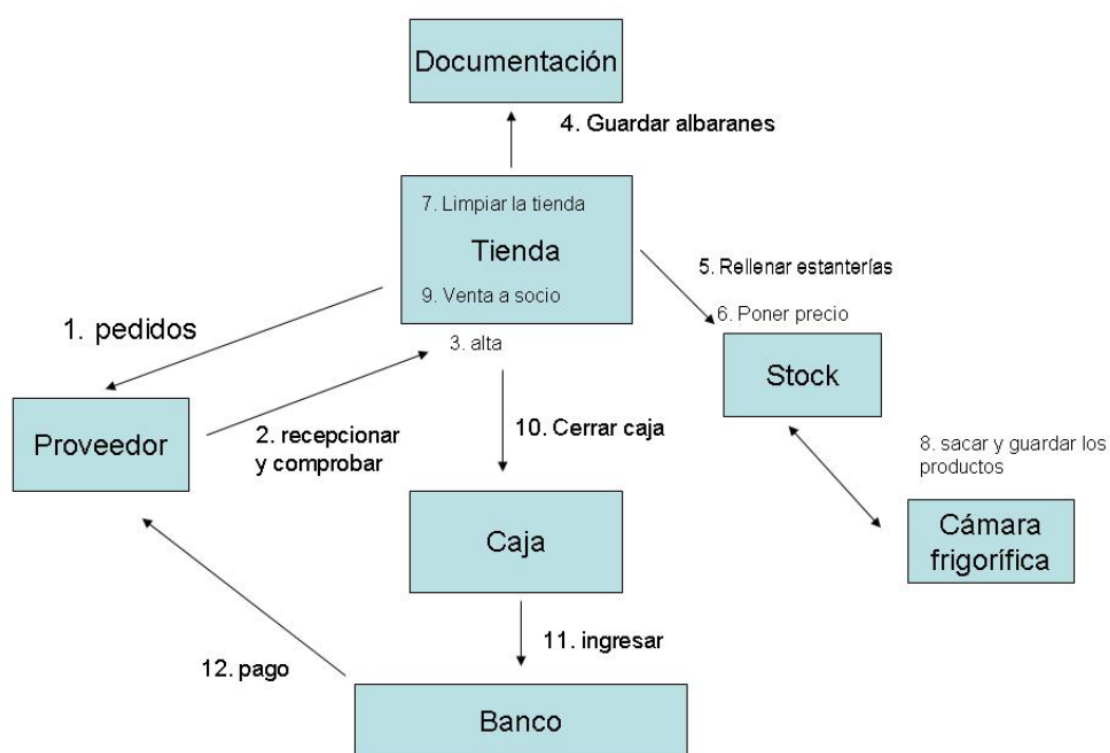 Documentación
4. Guardar albaranes
7. Limpiar la tienda
Tienda
9. Venta a socio
3. alta
5. Rellenar estanterías
6. Poner precio
Stock
1. pedidos
Proveedor
2. recepcionar
y comprobar
10. Cerrar caja
8. sacar y guardar los
productos
Cámara
frigorífica
Caja
11. ingresar
12. pago
Banco